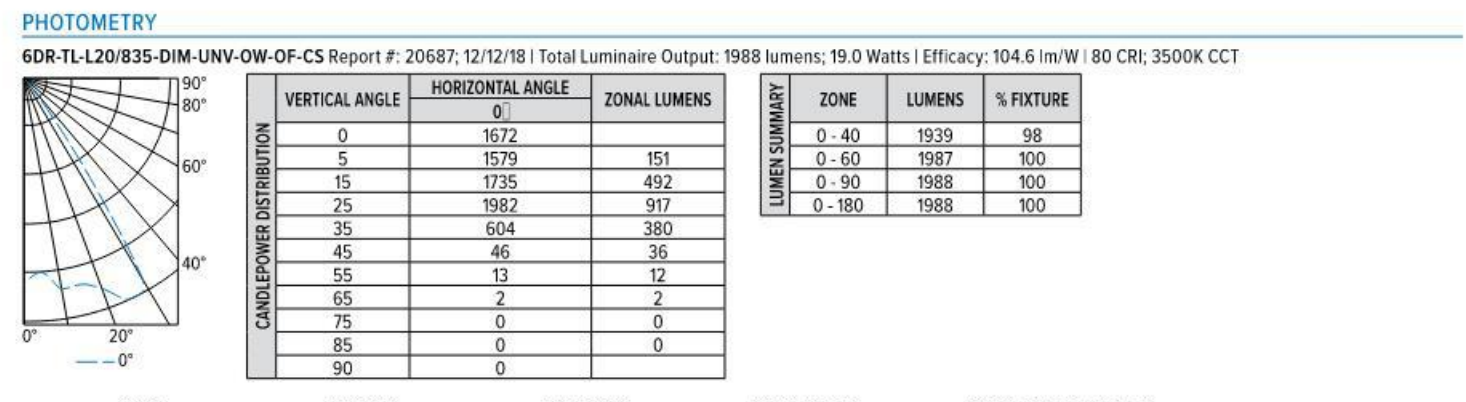 PHOTOMETRY
6DR-TL-L20/835-DIM-UNV-OW-OF-CS Report #: 20687; 12/12/18 | Total Luminaire Output: 1988 lumens; 19.0 Watts | Efficacy: 104.6 lm/W | 80 CRI; 3500K CCT
90°
80°
60°
40°
0° 20°
0°
CANDLEPOWER DISTRIBUTION
VERTICAL ANGLE HORIZONTAL ANGLE ZONAL LUMENS
0
0 1672
5 1579 151
15 1735 492
25 1982 917
35 604 380
45 46 36
55 13 12
65 2 2
75 0 0
85 0 0
90 0
LUMEN SUMMARY
ZONE LUMENS % FIXTURE
0 - 40 1939 98
0 - 60 1987 100
0 - 90 1988 100
0 - 180 1988 100